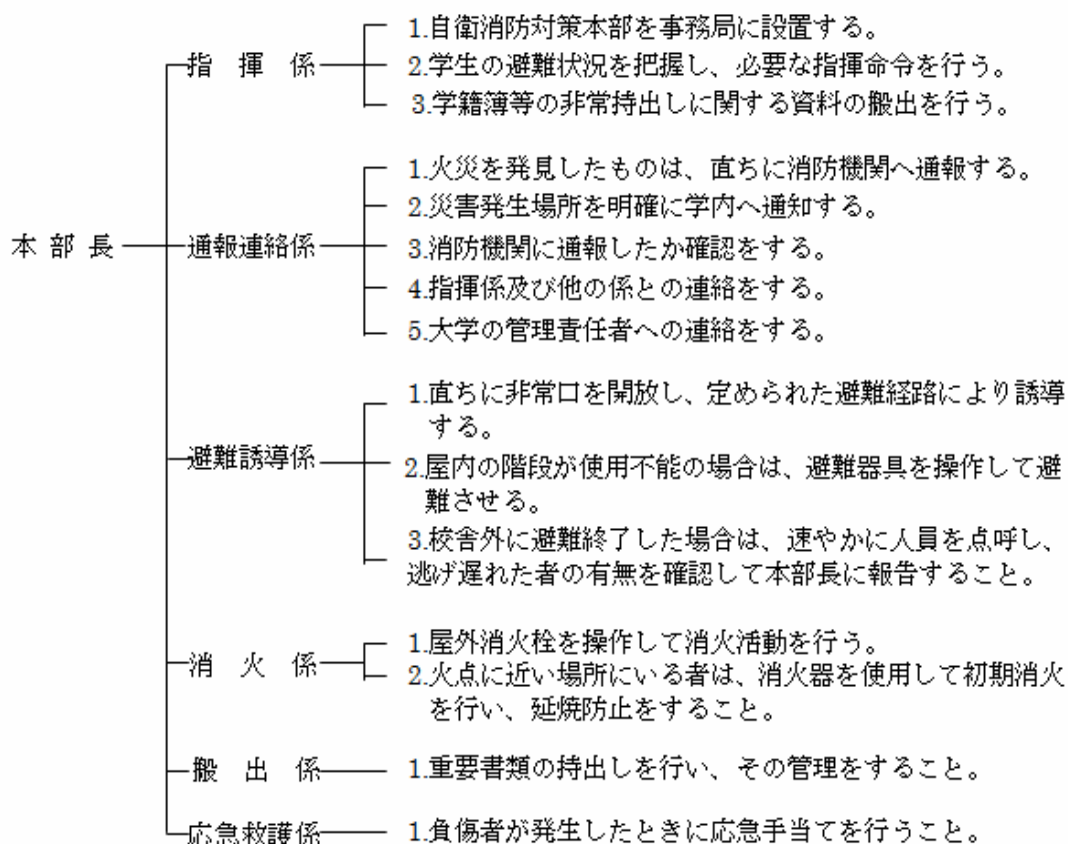 1.自衛消防対策本部を事務局に設置する。
指揮係
2.学生の避難状況を把握し、必要な指揮命令を行う。
3.学籍簿等の非常持出しに関する資料の搬出を行う。
1.火災を発見したものは、直ちに消防機関へ通報する。
2.災害発生場所を明確に学内へ通知する。
本部長
通報連絡係
3.消防機関に通報したか確認をする。
4.指揮係及び他の係との連絡をする。
5.大学の管理責任者への連絡をする。
1.直ちに非常口を開放し、定められた避難経路により誘導
する。
避難誘導係
2.屋内の階段が使用不能の場合は、避難器具を操作して避
難させる。
3.校舎外に避難終了した場合は、速やかに人員を点呼し、
逃げ遅れた者の有無を確認して本部長に報告すること。
1.屋外消火栓を操作して消火活動を行う。
消火係
2.火点に近い場所にいる者は、消火器を使用して初期消火
を行い、延焼防止をすること。
搬出係
1.重要書類の持出しを行い、その管理をすること。
応急救護係
1.負傷者が発生したときに応急手当てを行うこと。